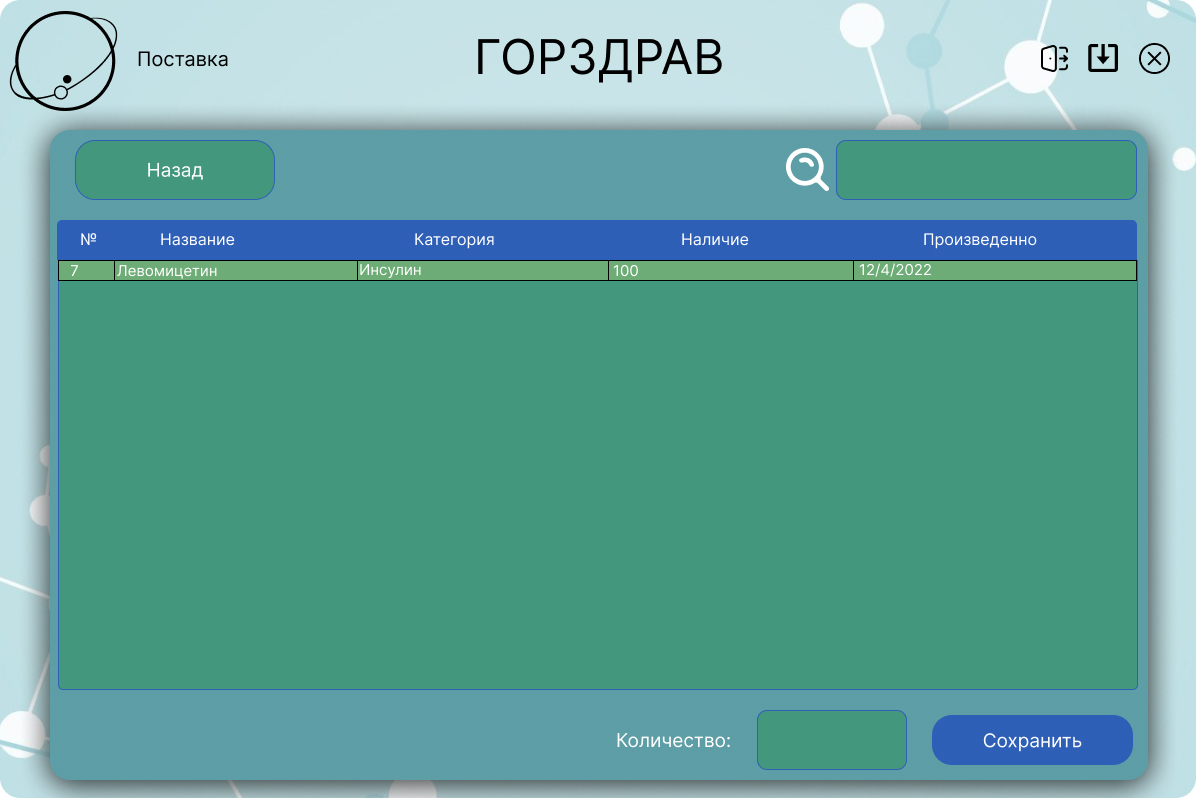 Поставка
ГОРЗДРАВ
Назад
№ Название Категория Наличие Произведенно
7 Левомицетин Инсулин 100 12/4/2022
Количество: Сохранить